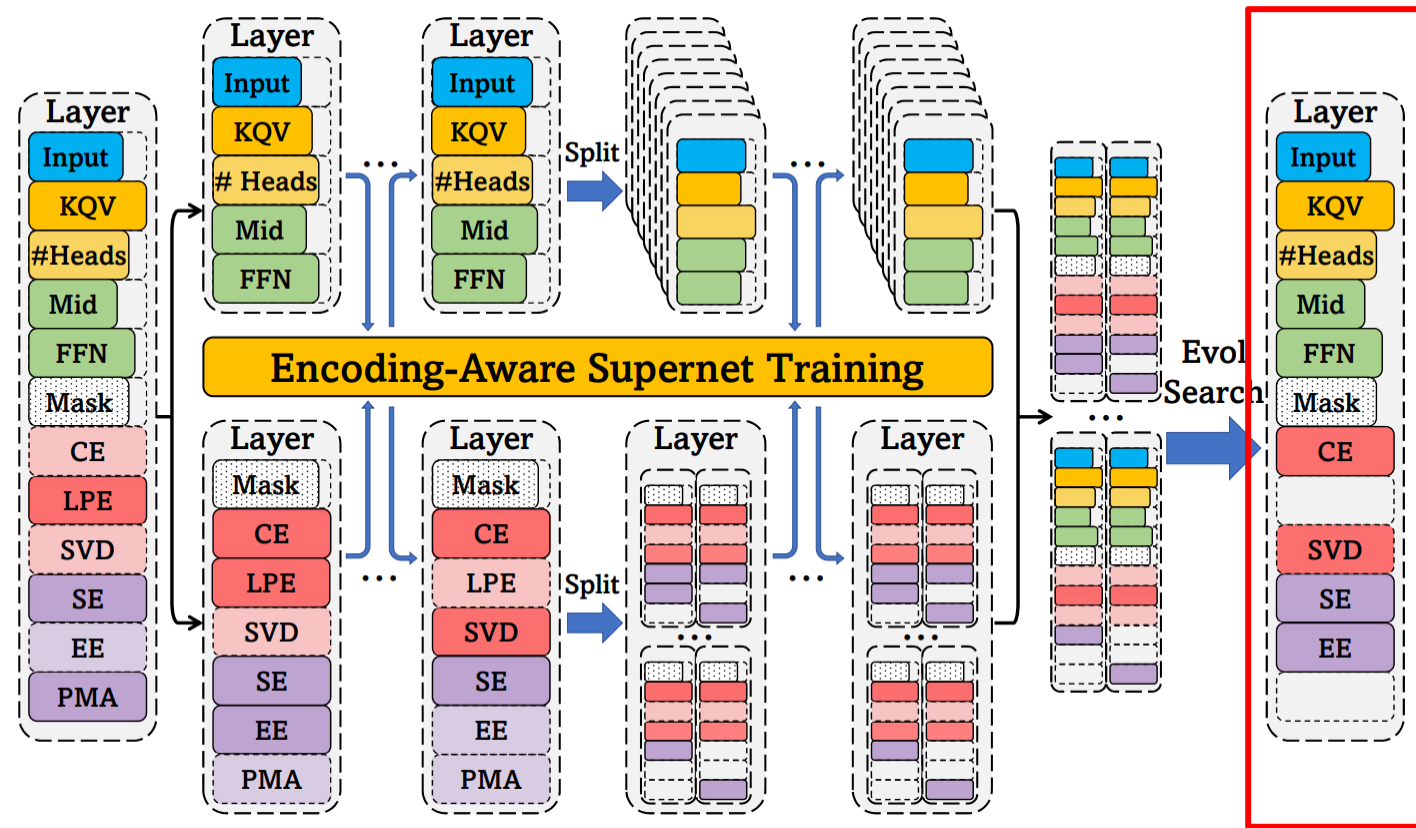 Layer
Input
KQV
#Heads
Mid
FFN
Mask
CE
LPE
SVD
SE
EE
PMA
Layer
Input
KQV
# Heads
Mid
FFN
...
Layer
Input
KQV
#Heads
Mid
FFN
Split
...
Encoding-Aware Supernet Training
Layer
Mask
CE
LPE
SVD
SE
EE
PMA
...
Layer
Mask
CE
LPE
SVD
SE
EE
PMA
Split
Layer
...
...
Layer
...
...
Evol
Search
Layer
Input
KQV
#Heads
Mid
FFN
Mask
CE
SVD
SE
EE